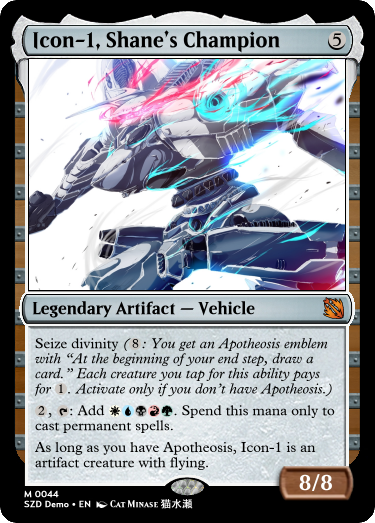 Icon-1, Shane's Champion 5
Legendary Artifact — Vehicle
Seize divinity (8: You get an Apotheosis emblem
with "At the beginning of your end step, draw a
card." Each creature you tap for this ability pays
for 1. Activate only if you don't have Apotheosis.)
2, : Add . Spend this mana only to
cast permanent spells.
As long as you have Apotheosis, Icon-1 is an
artifact creature with flying.
8/8
M 0044
SZD Demo • EN Cat Minase 猫水瀬